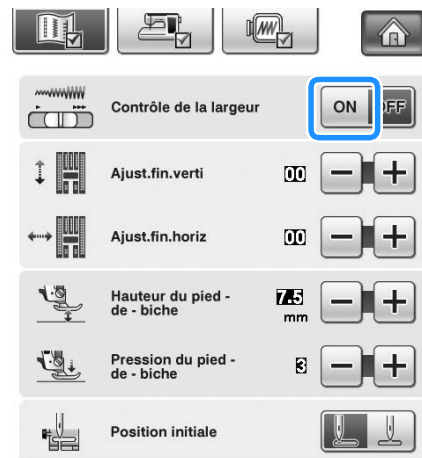 Contrôle de la largeur ON OFF
Ajust.fin.verti 00
Ajust.fin.horiz 00
Hauteur du pied - 7.5
de - biche mm
Pression du pied - 3
de - biche
Position initiale